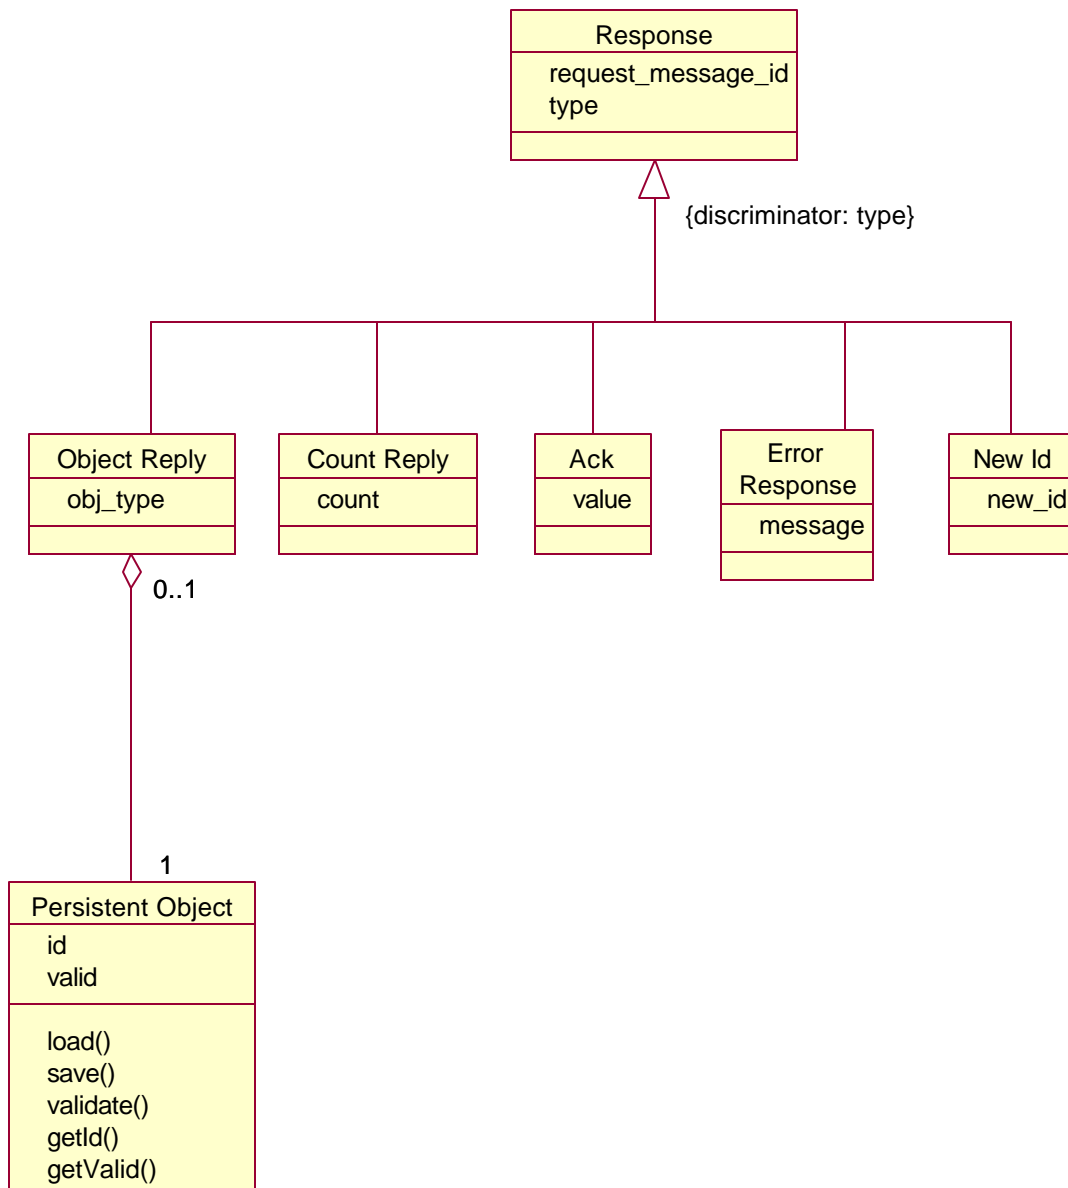 Response
request_message_id
type
{discriminator: type}
Object Reply
obj_type
Count Reply
count
Ack
value
Error
Response
message
New Id
new_id
0..1
1
Persistent Object
id
valid
load()
save()
validate()
getId()
getValid()